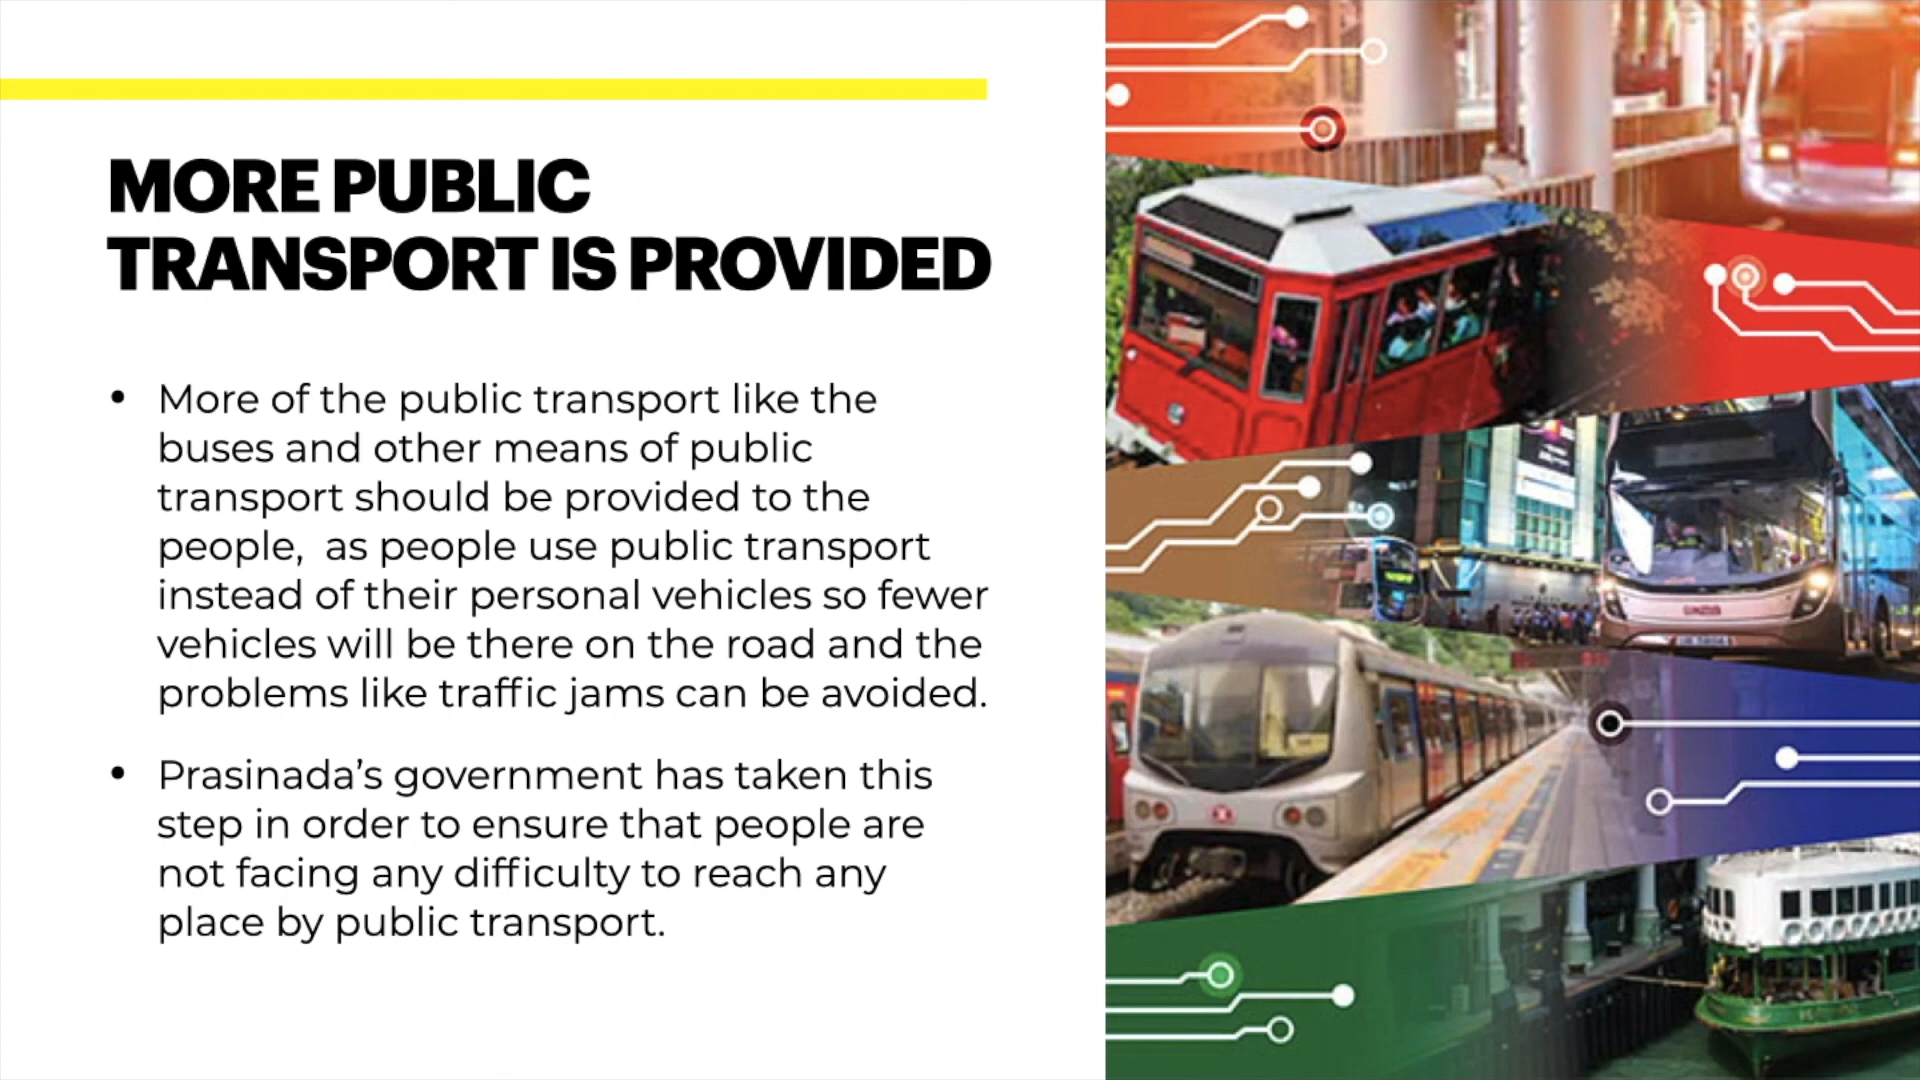 MORE PUBLIC
TRANSPORT IS PROVIDED
• More of the public transport like the
buses and other means of public
transport should be provided to the
people,  as people use public transport
instead of their personal vehicles so fewer
vehicles will be there on the road and the
problems like traffic jams can be avoided.
• Prasinada’s government has taken this
step in order to ensure that people are
not facing any difficulty to reach any
place by public transport.